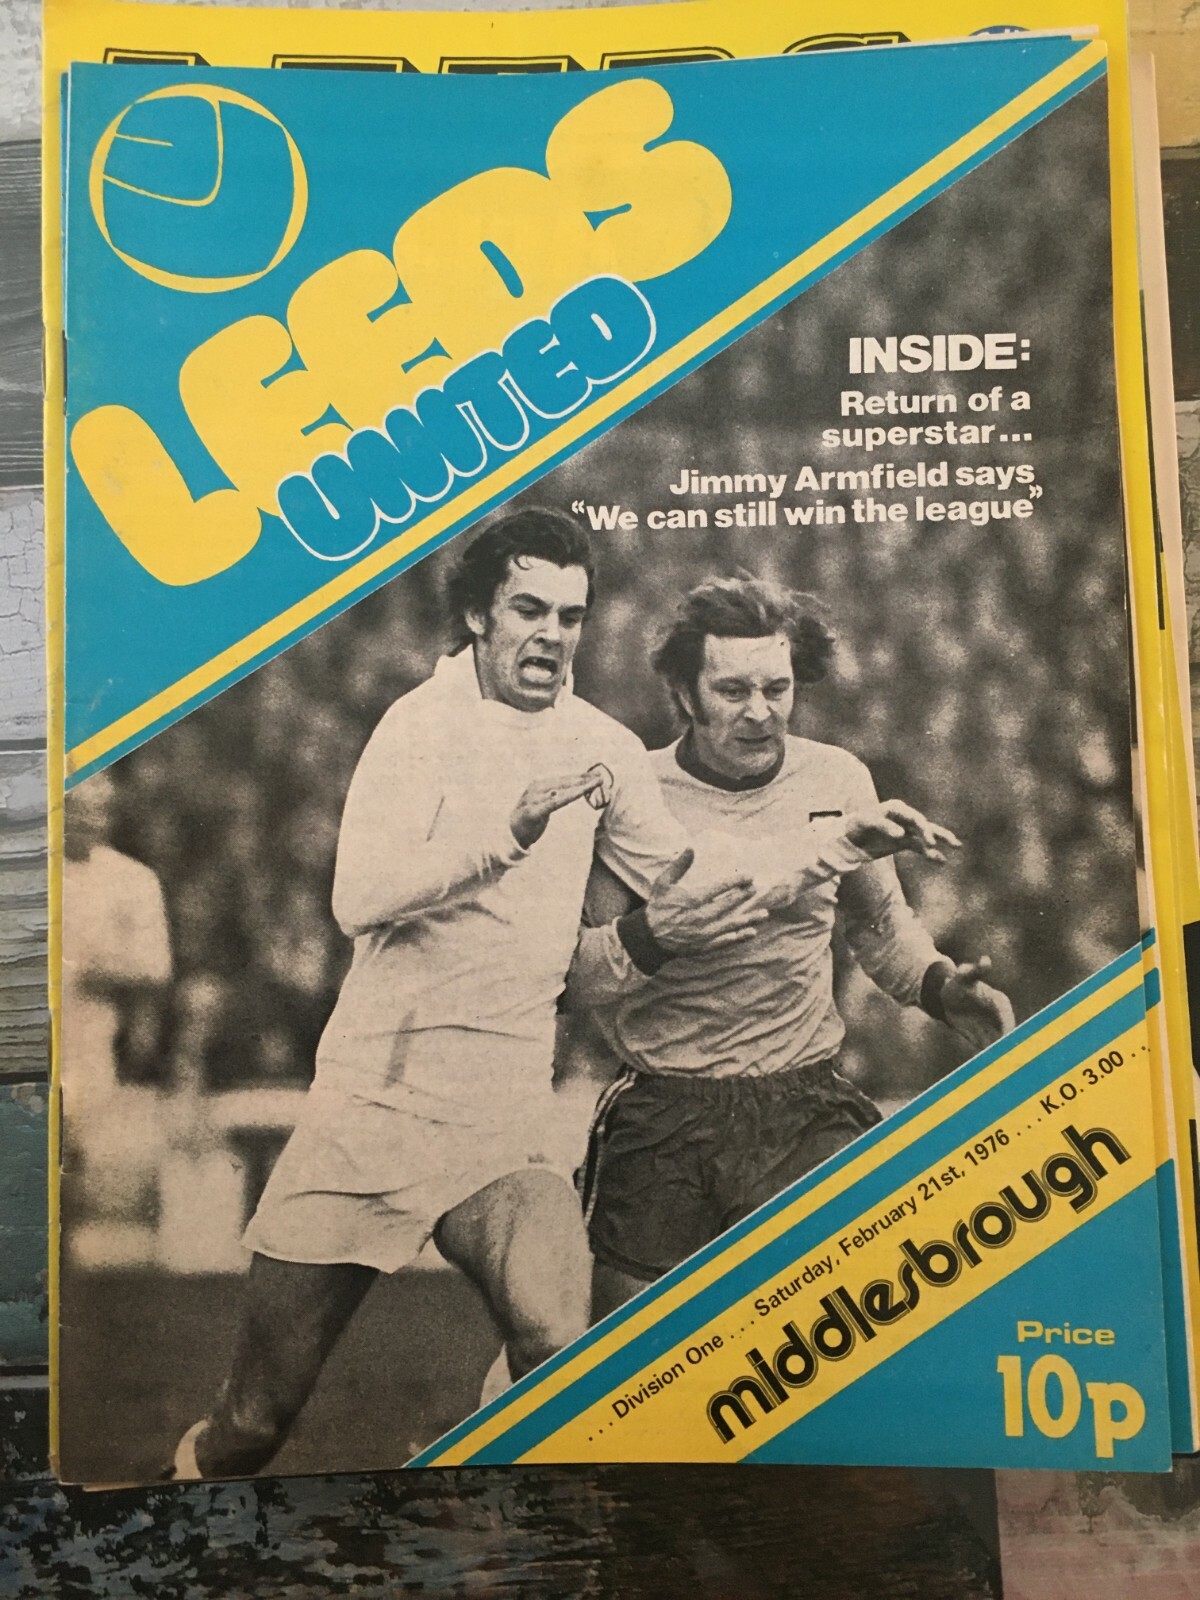 LEEDS
LEEDS
UNITED
INSIDE:
Return of a
superstar...
Jimmy Armfield says
“We can still win the league”
...Division One ... Saturday, February 21st, 1976 ... K.O. 3.00 ..
middlesbrough
Price
10p